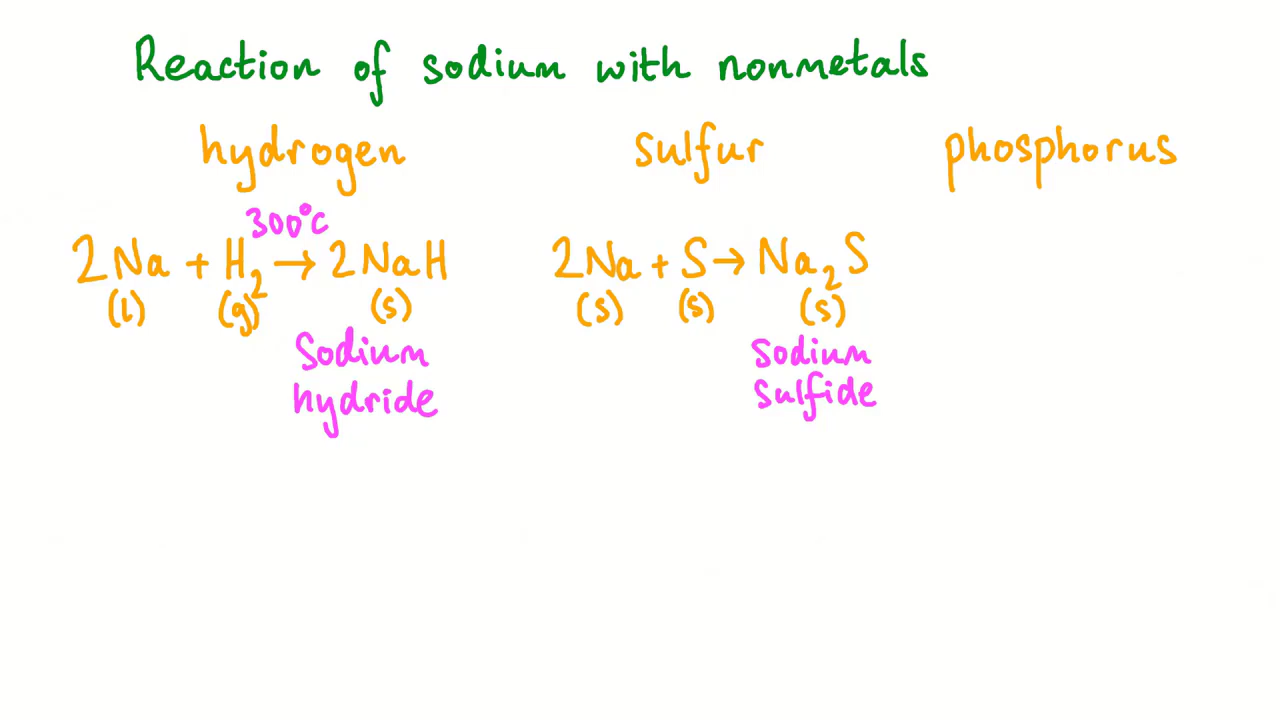 Reaction of sodium with nonmetals
hydrogen sulfur phosphorus
300°C
2Na + H₂ → 2NaH 2Na + S → Na₂S
(l) (g) (s) (s) (s) (s)
Sodium
hydride
Sodium
sulfide